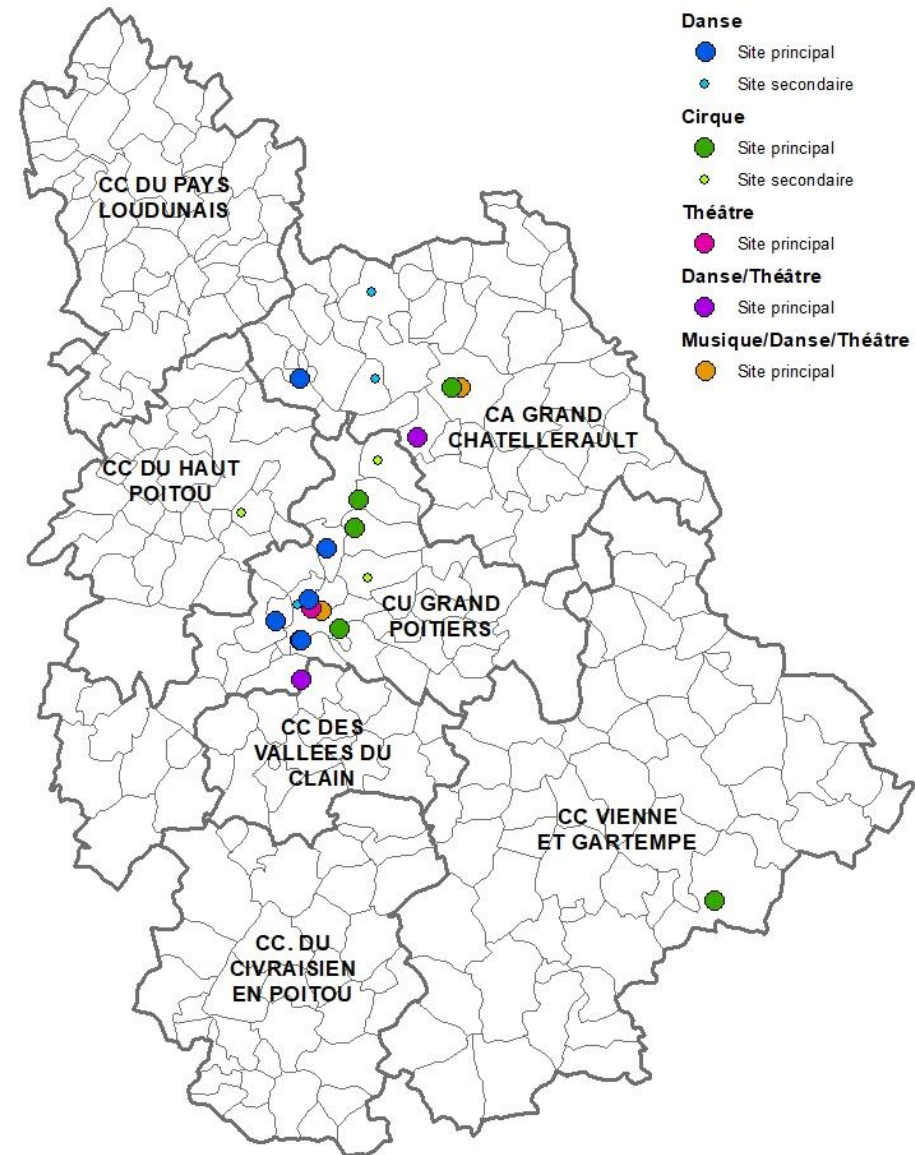 Danse
Site principal
Site secondaire
Cirque
Site principal
Site secondaire
Théâtre
Site principal
Danse/Théâtre
Site principal
Musique/Danse/Théâtre
Site principal
CC DU PAYS
LOUDUNAIS
CA GRAND
CHATELLERAULT
CC DU HAUT
POITOU
CU GRAND
POITIERS
CC DES
VALLEES DU
CLAIN
CC VIENNE
ET GARTEMPE
CC. DU
CIVRAISIEN
EN POITOU